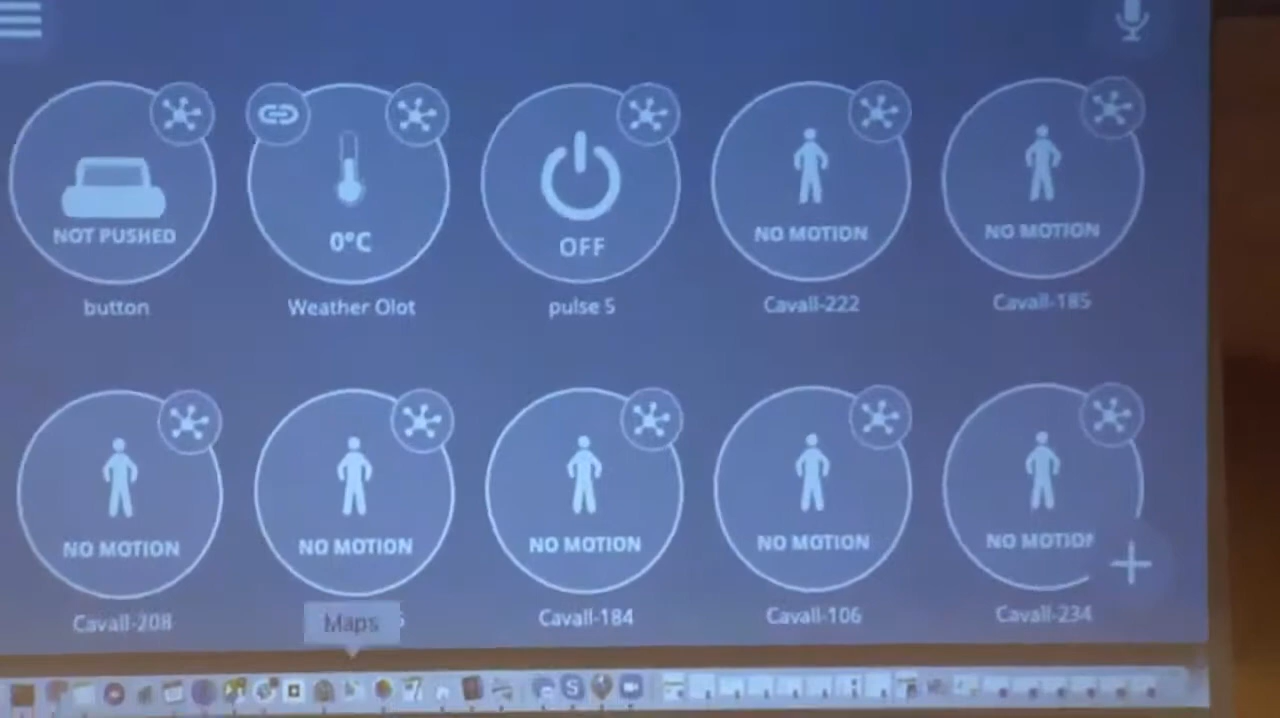 NOT PUSHED
button
0°C
Weather Olot
OFF
pulse 5
NO MOTION
Cavall-222
NO MOTION
Cavall-185
NO MOTION
Cavall-208
NO MOTION
Maps
NO MOTION
Cavall-184
NO MOTION
Cavall-106
NO MOTION
Cavall-234